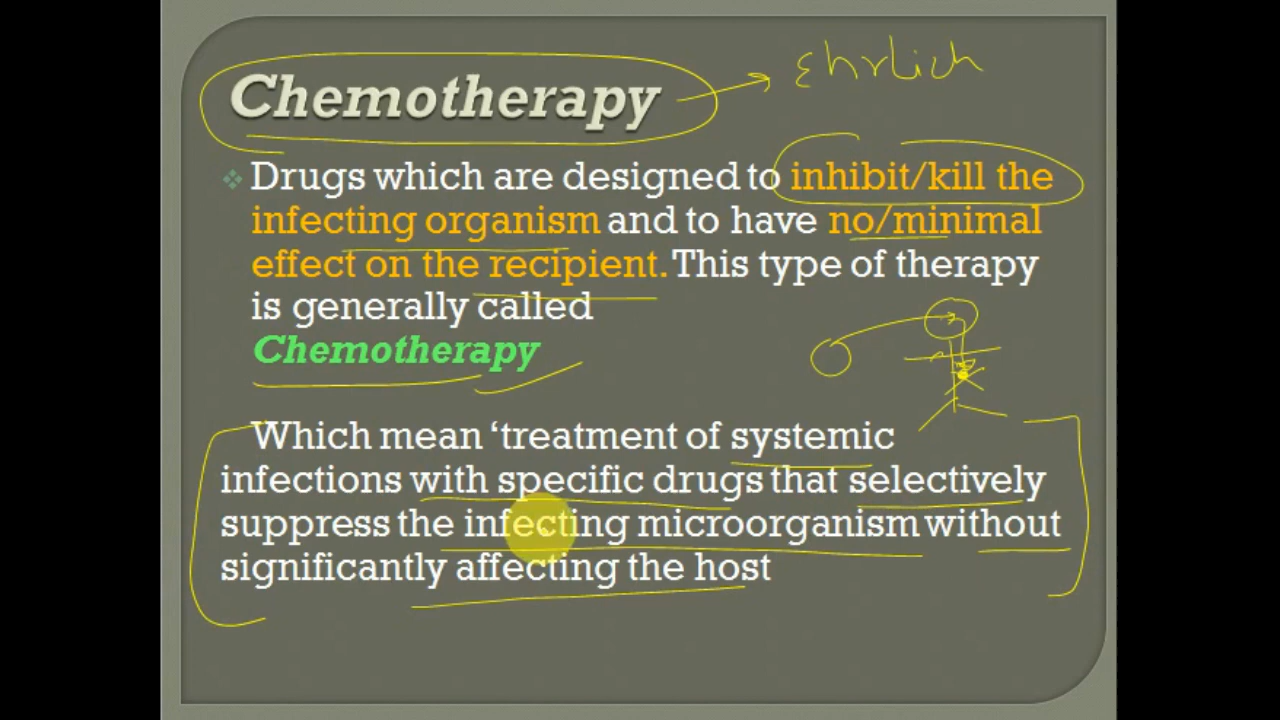 Chemotherapy
Ehrlich
Drugs which are designed to inhibit/kill the
infecting organism and to have no/minimal
effect on the recipient. This type of therapy
is generally called
Chemotherapy
Which mean ‘treatment of systemic
infections with specific drugs that selectively
suppress the infecting microorganism without
significantly affecting the host